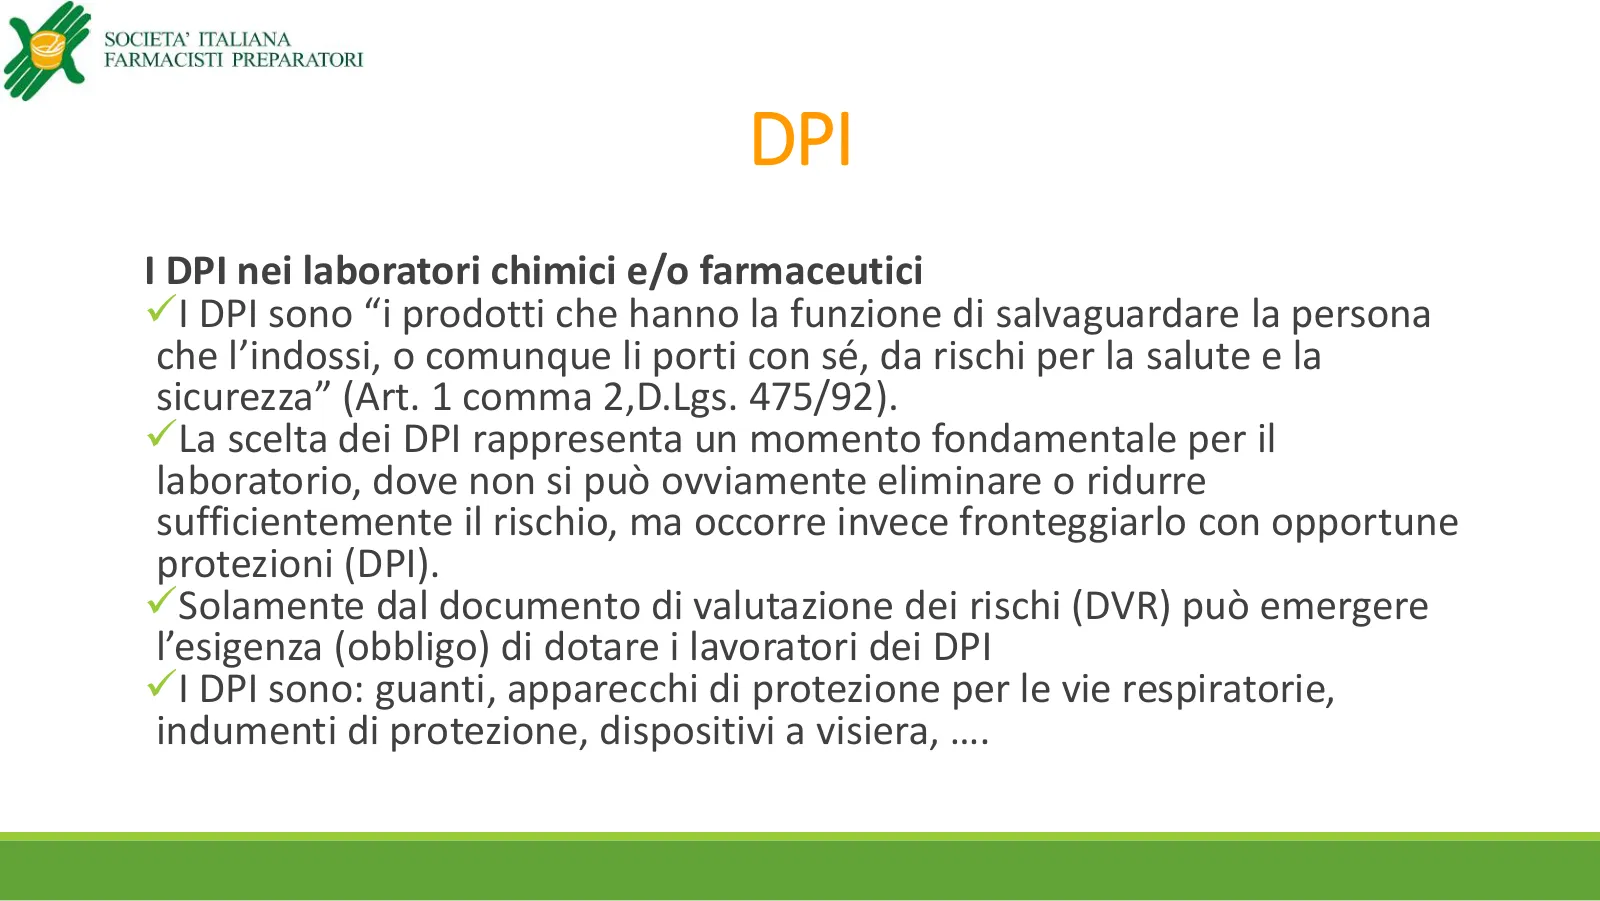 SOCIETA’ ITALIANA
FARMACISTI PREPARATORI
DPI
I DPI nei laboratori chimici e/o farmaceutici
✓I DPI sono “i prodotti che hanno la funzione di salvaguardare la persona
che l’indossi, o comunque li porti con sé, da rischi per la salute e la
sicurezza” (Art. 1 comma 2,D.Lgs. 475/92).
✓La scelta dei DPI rappresenta un momento fondamentale per il
laboratorio, dove non si può ovviamente eliminare o ridurre
sufficientemente il rischio, ma occorre invece fronteggiarlo con opportune
protezioni (DPI).
✓Solamente dal documento di valutazione dei rischi (DVR) può emergere
l’esigenza (obbligo) di dotare i lavoratori dei DPI
✓I DPI sono: guanti, apparecchi di protezione per le vie respiratorie,
indumenti di protezione, dispositivi a visiera, ....